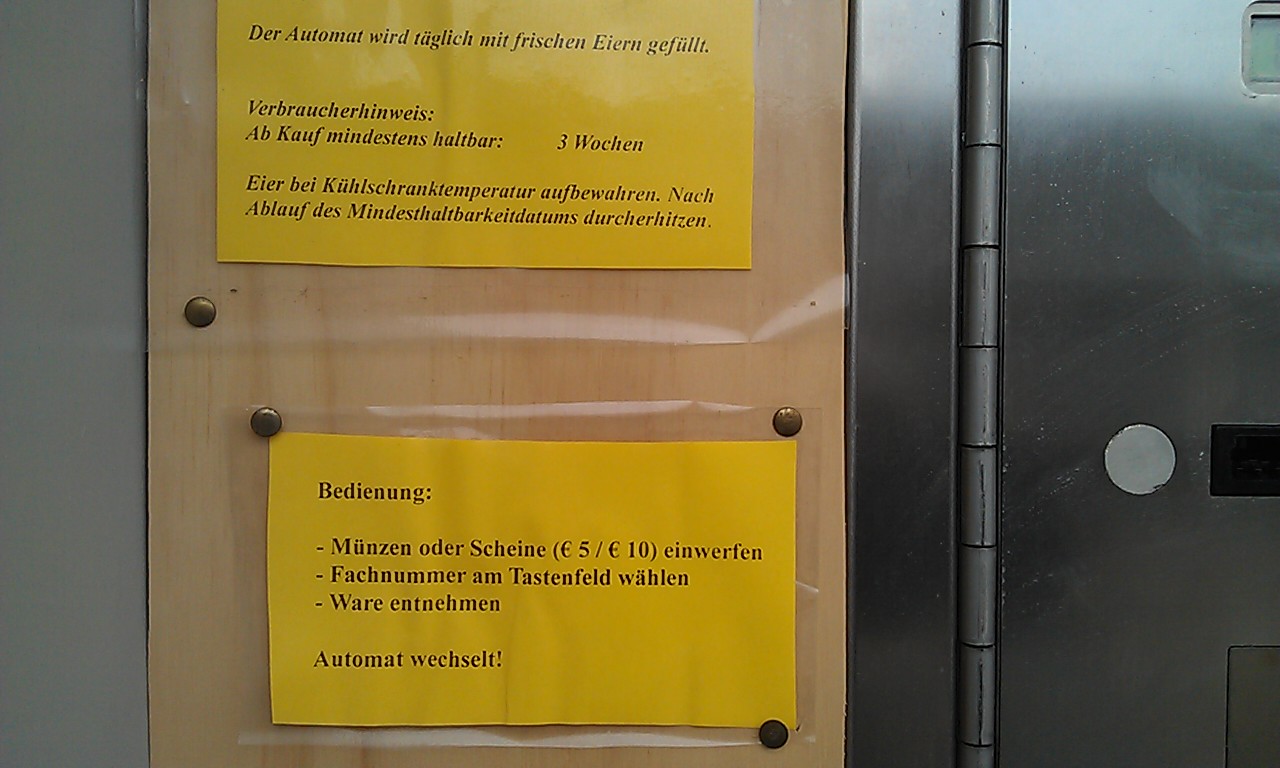 Der Automat wird täglich mit frischen Eiern gefüllt.
Verbraucherhinweis:
Ab Kauf mindestens haltbar: 3 Wochen
Eier bei Kühlschranktemperatur aufbewahren. Nach
Ablauf des Mindesthaltbarkeitdatums durcherhitzen.
Bedienung:
- Münzen oder Scheine (€ 5 / € 10) einwerfen
- Fachnummer am Tastenfeld wählen
- Ware entnehmen
Automat wechselt!